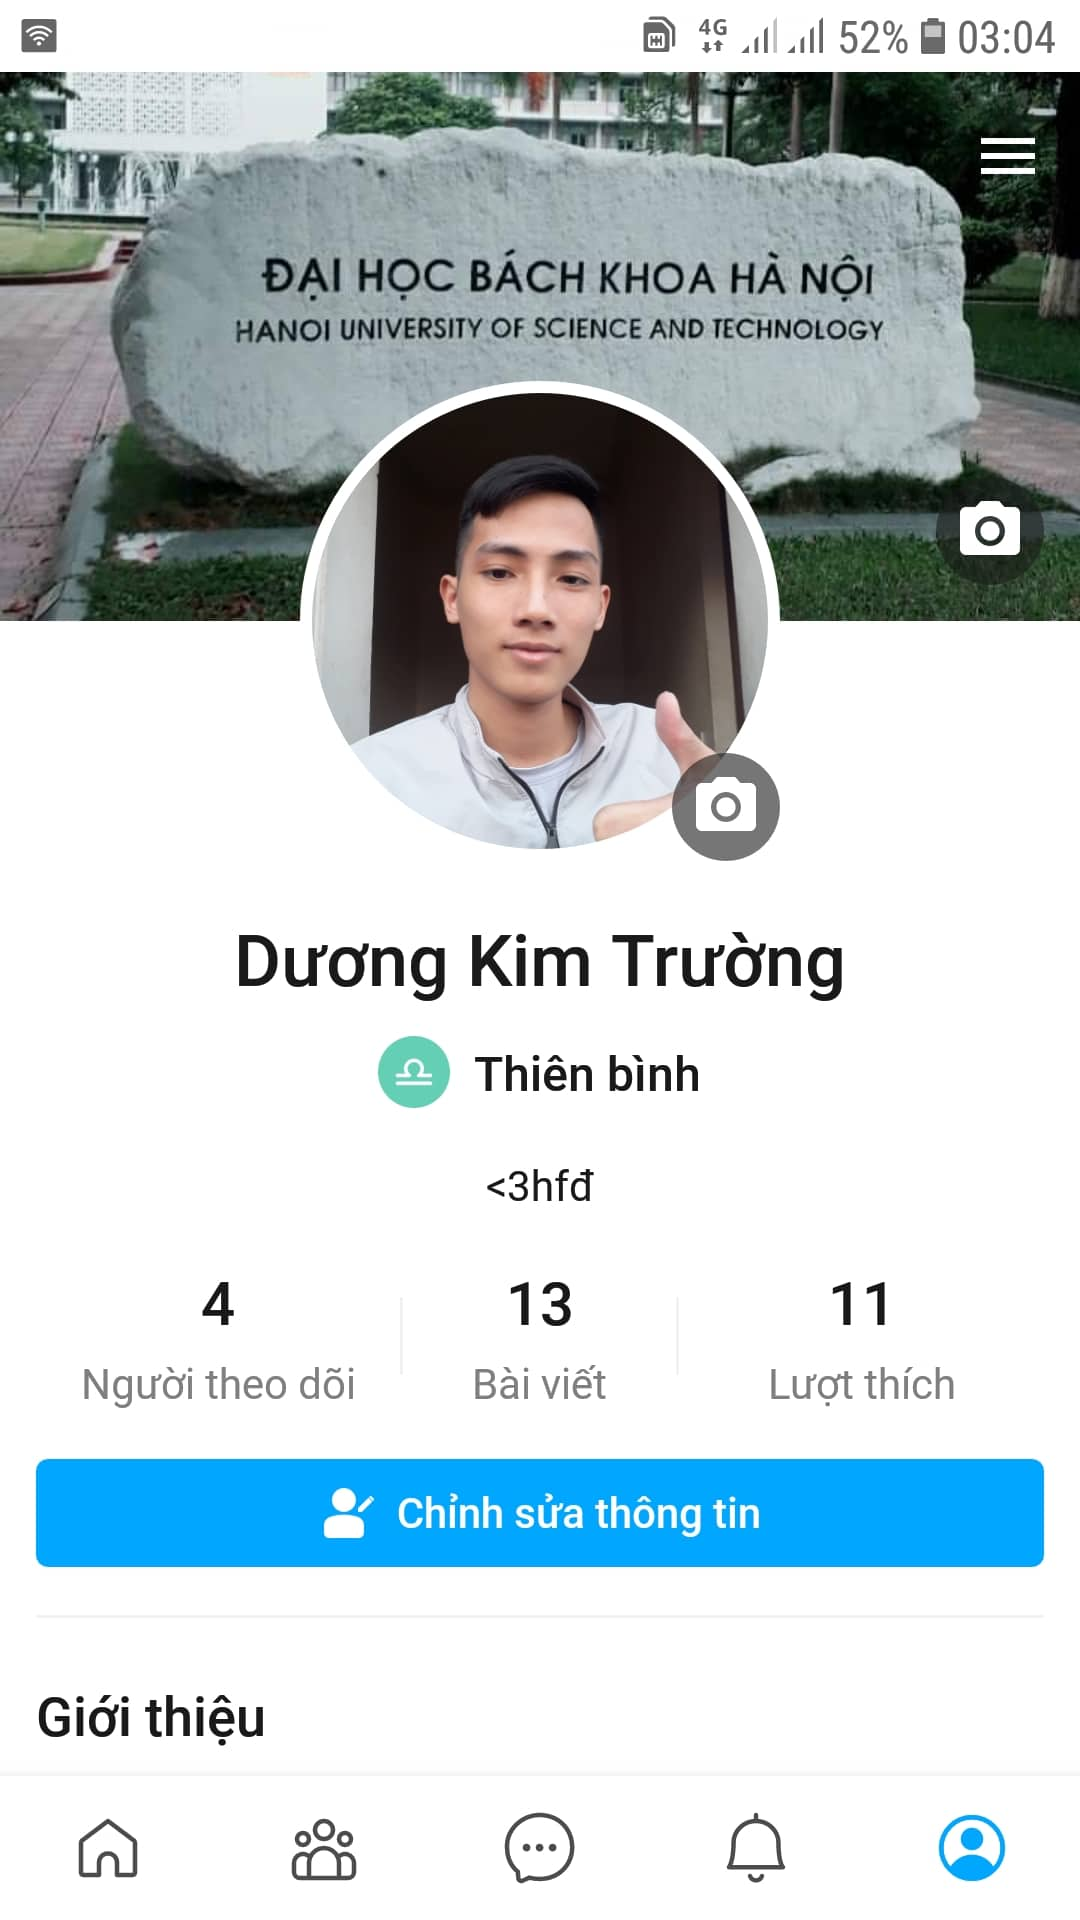 4G
52%
03:04
ĐẠI HỌC BÁCH KHOA HÀ NỘI
HANOI UNIVERSITY OF SCIENCE AND TECHNOLOGY
Dương Kim Trường
Thiên bình
<3hfđ
4
13
11
Người theo dõi
Bài viết
Lượt thích
Chỉnh sửa thông tin
Giới thiệu